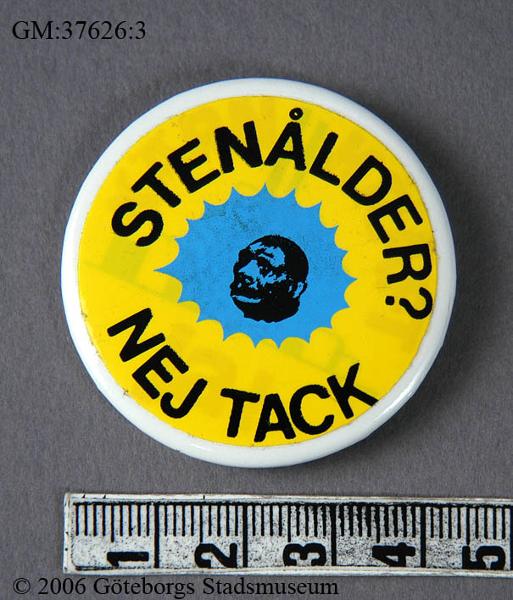 GM:37626:3
STENÅLDER?
NEJ TACK
1 2 3 4 5
© 2006 Göteborgs Stadsmuseum